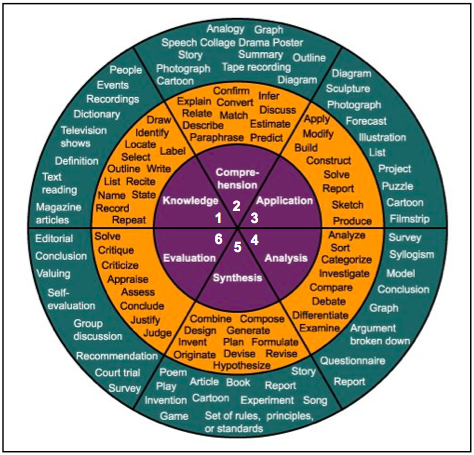 Analogy Graph
Speech Collage Drama Poster
Story Summary Outline
Photograph Tape recording
Cartoon Diagram
People
Events
Recordings
Dictionary
Television
shows
Definition
Text
reading
Magazine
articles
Diagram
Sculpture
Photograph
Forecast
Illustration
List
Project
Puzzle
Cartoon
Filmstrip
Confirm
Explain Convert Infer
Relate Match Discuss
Describe Estimate
Paraphrase Predict
Draw
Identify
Locate
Select Label
Outline Write
List Recite
Name State
Record
Repeat
Apply
Modify
Build
Construct
Solve
Report
Sketch
Produce
Compre-
hension
Knowledge
Application
1 2 3
6 5 4
Evaluation
Analysis
Synthesis
Solve
Critique
Criticize
Appraise
Assess
Conclude
Justify
Judge
Analyze
Sort
Categorize
Investigate
Compare
Debate
Differentiate
Examine
Combine Compose
Design Generate
Invent Plan Formulate
Originate Devise Revise
Hypothesize
Editorial
Conclusion
Valuing
Self-
evaluation
Group
discussion
Recommendation
Court trial
Survey
Survey
Syllogism
Model
Conclusion
Graph
Argument
broken down
Questionnaire
Report
Poem Story
Play Article Book Report
Invention Cartoon Experiment Song
Game Set of rules, principles,
or standards